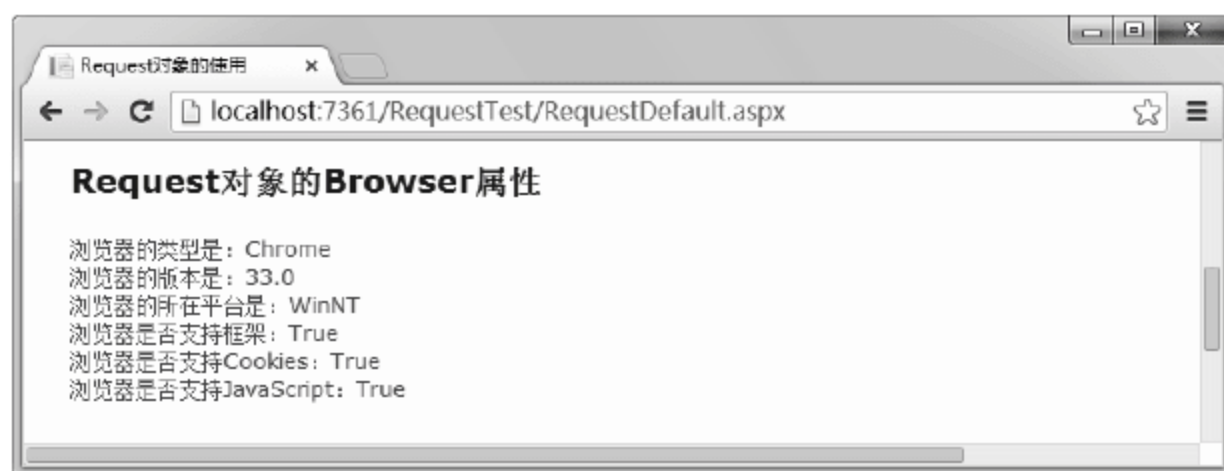 Request对象的使用
localhost:7361/RequestTest/RequestDefault.aspx
Request对象的Browser属性
浏览器的类型是：Chrome
浏览器的版本是：33.0
浏览器的所在平台是：WinNT
浏览器是否支持框架：True
浏览器是否支持Cookies：True
浏览器是否支持JavaScript：True